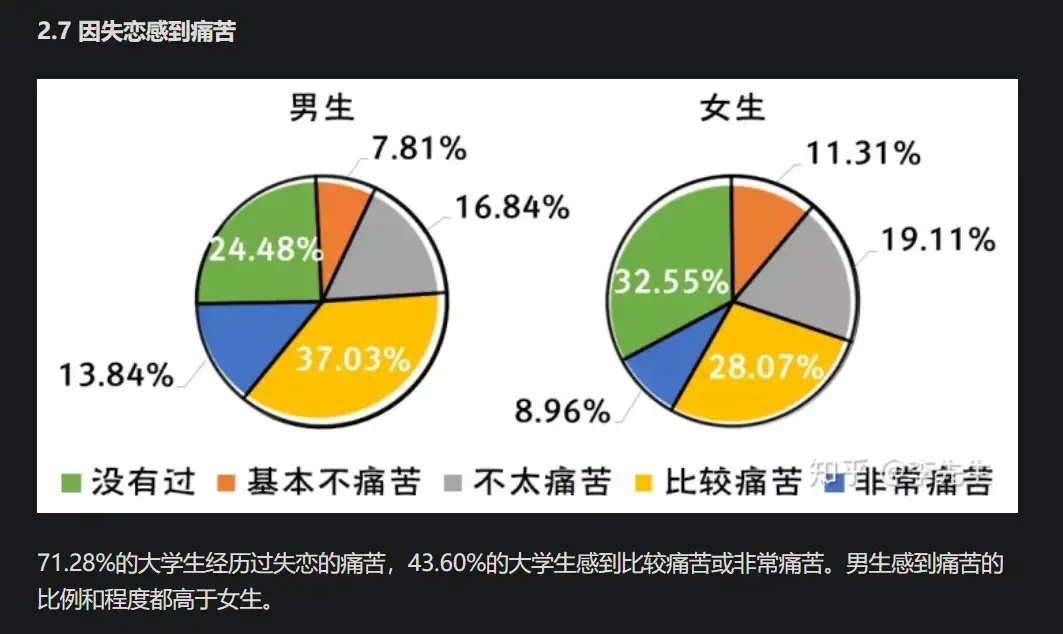 2.7 因失恋感到痛苦
男生
女生
7.81%
16.84%
24.48%
37.03%
13.84%
11.31%
19.11%
32.55%
28.07%
8.96%
没有过 基本不痛苦 不太痛苦 比较痛苦 非常痛苦
知乎 @李先生
71.28%的大学生经历过失恋的痛苦，43.60%的大学生感到比较痛苦或非常痛苦。男生感到痛苦的
比例和程度都高于女生。